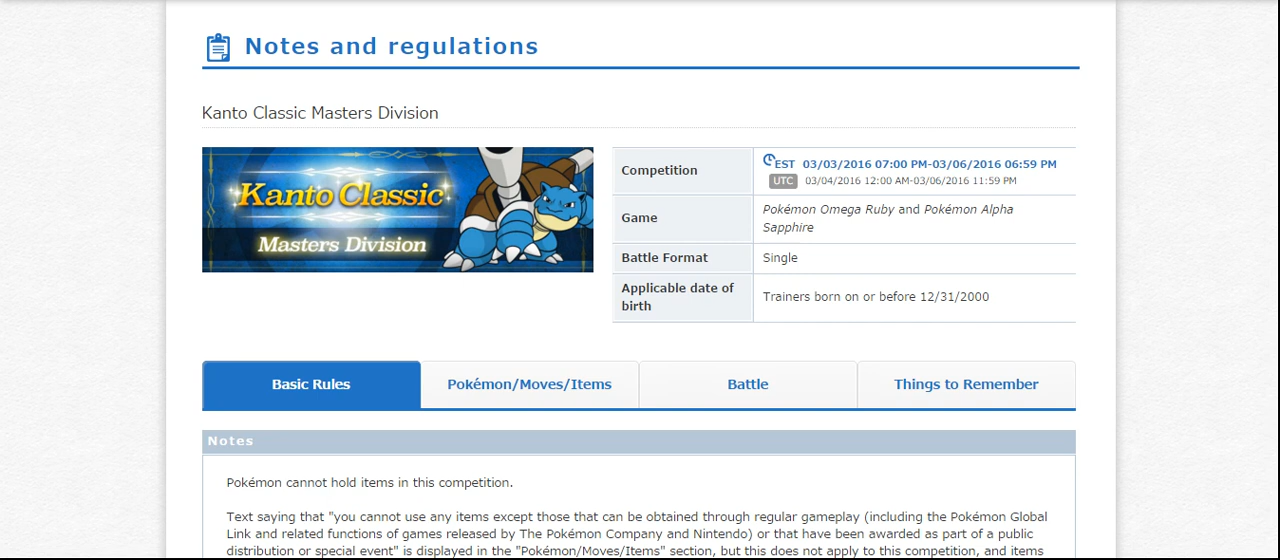 Notes and regulations
Kanto Classic Masters Division
Kanto Classic
Masters Division
Competition
EST 03/03/2016 07:00 PM-03/06/2016 06:59 PM
UTC 03/04/2016 12:00 AM-03/06/2016 11:59 PM
Game
Pokémon Omega Ruby and Pokémon Alpha
Sapphire
Battle Format
Single
Applicable date of
birth
Trainers born on or before 12/31/2000
Basic Rules
Pokémon/Moves/Items
Battle
Things to Remember
Notes
Pokémon cannot hold items in this competition.
Text saying that "you cannot use any items except those that can be obtained through regular gameplay (including the Pokémon Global
Link and related functions of games released by The Pokémon Company and Nintendo) or that have been awarded as part of a public
distribution or special event" is displayed in the "Pokémon/Moves/Items" section, but this does not apply to this competition, and items